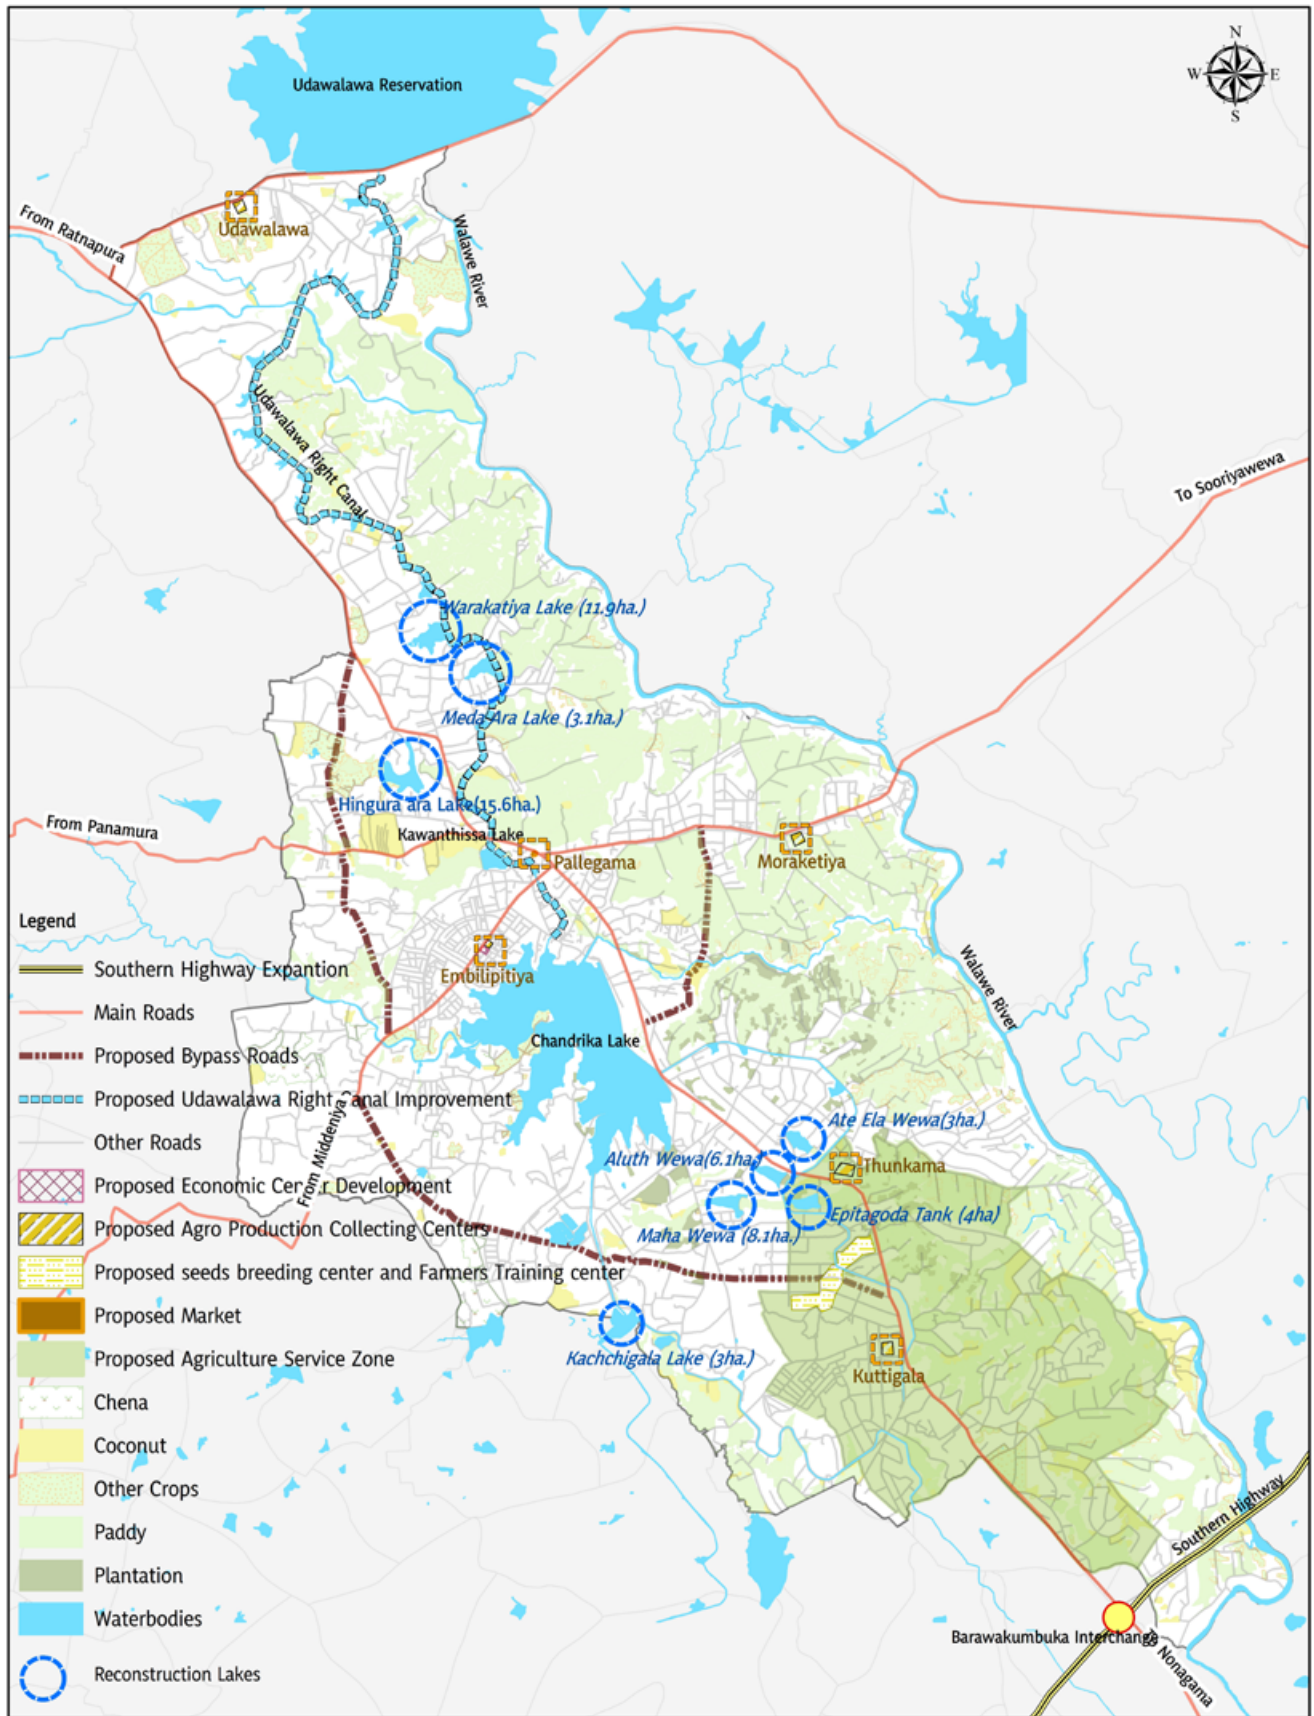 N
W
E
S
Udawalawa Reservation
From Ratnapura
Udawalawa
Walawe River
Udawalawa Right Canal
To Sooriyawewa
Warakatiya Lake (11.9ha.)
Meda Ara Lake (3.1ha.)
Hingura ara Lake(15.6ha.)
From Panamura
Kawanthissa Lake
Pallegama
Moraketiya
Embilipitiya
Chandrika Lake
Walawe River
From Middeniya
Ate Ela Wewa(3ha.)
Aluth Wewa(6.1ha.)
Thunkama
Epitagoda Tank (4ha)
Maha Wewa (8.1ha.)
Kachchigala Lake (3ha.)
Kuttigala
Southern Highway
Barawakumbuka Interchange
To Nonagama
Legend
Southern Highway Expantion
Main Roads
Proposed Bypass Roads
Proposed Udawalawa Right Canal Improvement
Other Roads
Proposed Economic Center Development
Proposed Agro Production Collecting Centers
Proposed seeds breeding center and Farmers Training center
Proposed Market
Proposed Agriculture Service Zone
Chena
Coconut
Other Crops
Paddy
Plantation
Waterbodies
Reconstruction Lakes